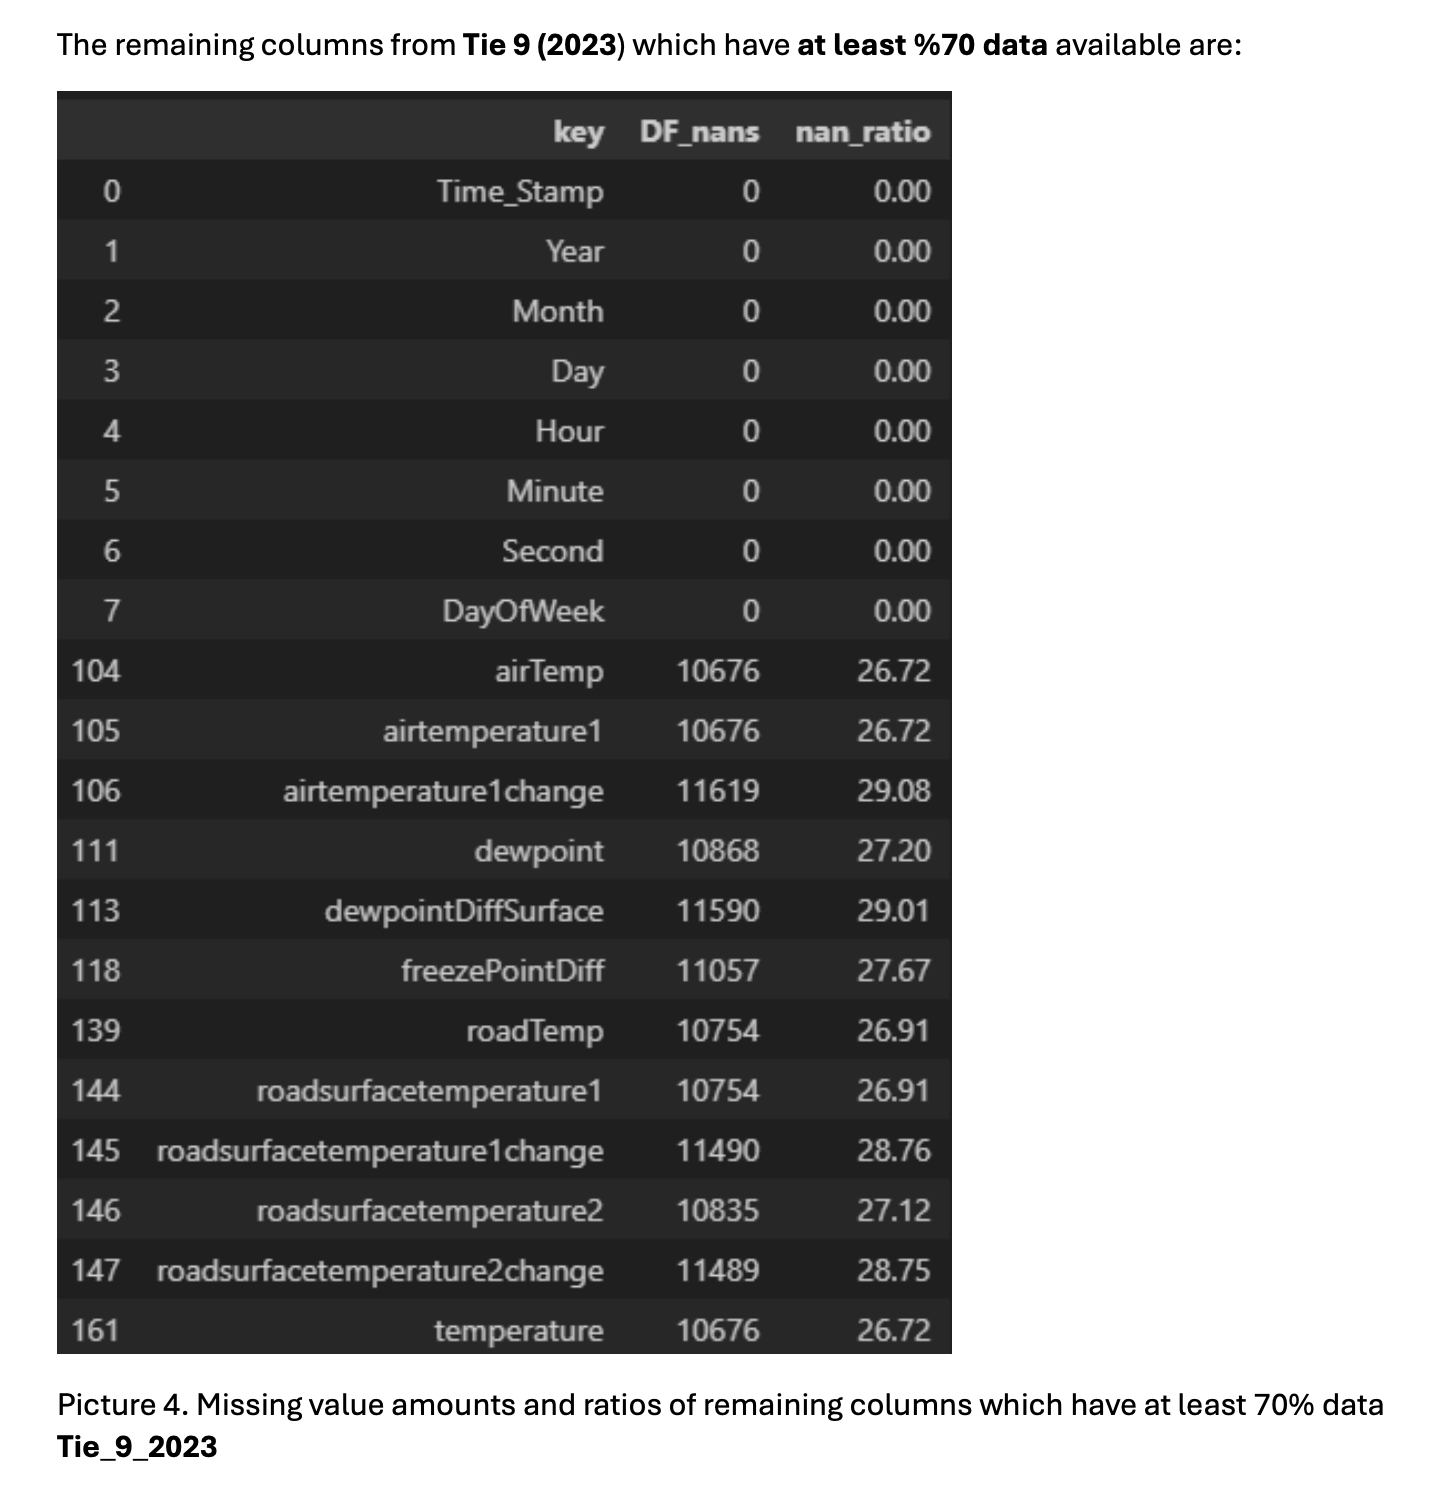 The remaining columns from Tie 9 (2023) which have at least %70 data available are:
key DF_nans nan_ratio
0 Time_Stamp 0 0.00
1 Year 0 0.00
2 Month 0 0.00
3 Day 0 0.00
4 Hour 0 0.00
5 Minute 0 0.00
6 Second 0 0.00
7 DayOfWeek 0 0.00
104 airTemp 10676 26.72
105 airtemperature1 10676 26.72
106 airtemperature1change 11619 29.08
111 dewpoint 10868 27.20
113 dewpointDiffSurface 11590 29.01
118 freezePointDiff 11057 27.67
139 roadTemp 10754 26.91
144 roadsurfacetemperature1 10754 26.91
145 roadsurfacetemperature1change 11490 28.76
146 roadsurfacetemperature2 10835 27.12
147 roadsurfacetemperature2change 11489 28.75
161 temperature 10676 26.72
Picture 4. Missing value amounts and ratios of remaining columns which have at least 70% data
Tie_9_2023